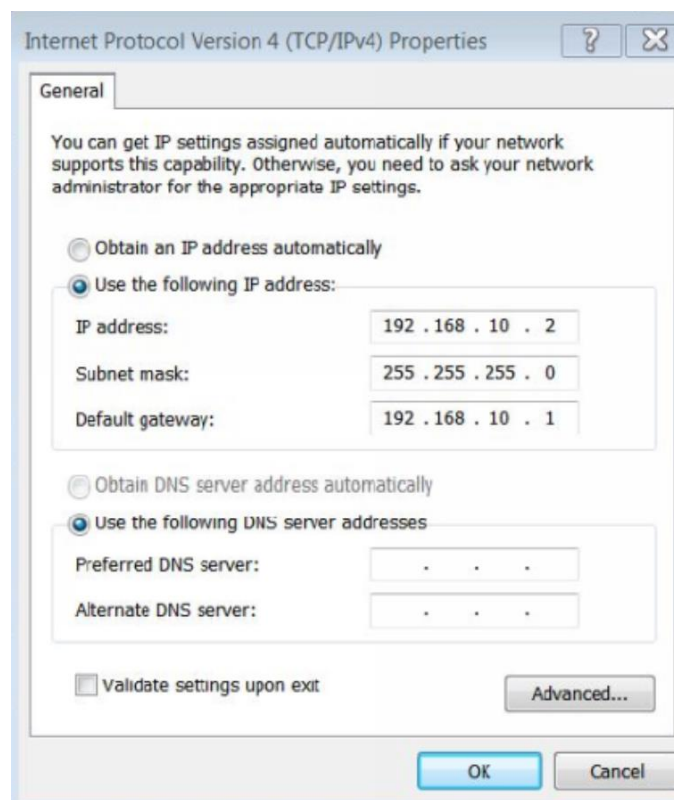 Internet Protocol Version 4 (TCP/IPv4) Properties
General
You can get IP settings assigned automatically if your network
supports this capability. Otherwise, you need to ask your network
administrator for the appropriate IP settings.
Obtain an IP address automatically
Use the following IP address:
IP address: 192 . 168 . 10 . 2
Subnet mask: 255 . 255 . 255 . 0
Default gateway: 192 . 168 . 10 . 1
Obtain DNS server address automatically
Use the following DNS server addresses
Preferred DNS server: . . .
Alternate DNS server: . . .
Validate settings upon exit
Advanced...
OK Cancel